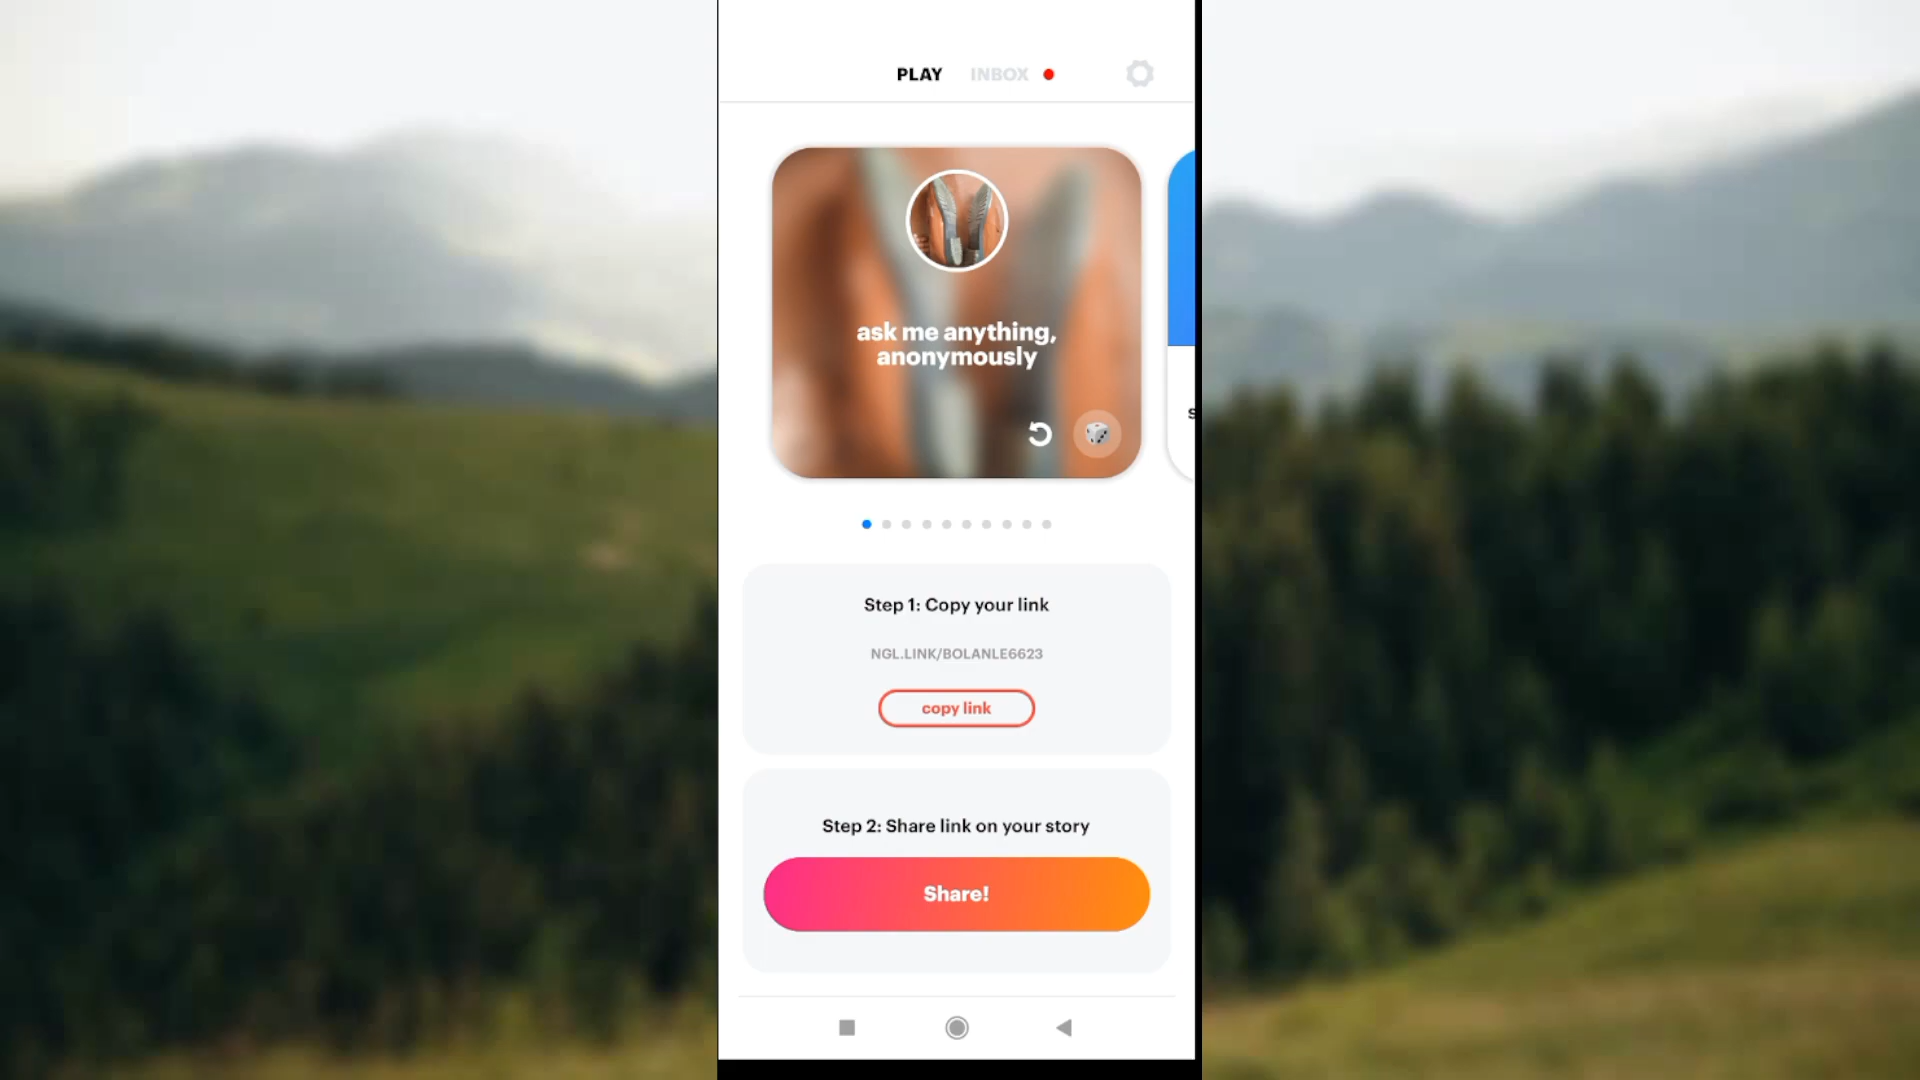 PLAY INBOX
ask me anything,
anonymously
Step 1: Copy your link
NGL.LINK/BOLANLE6623
copy link
Step 2: Share link on your story
Share!